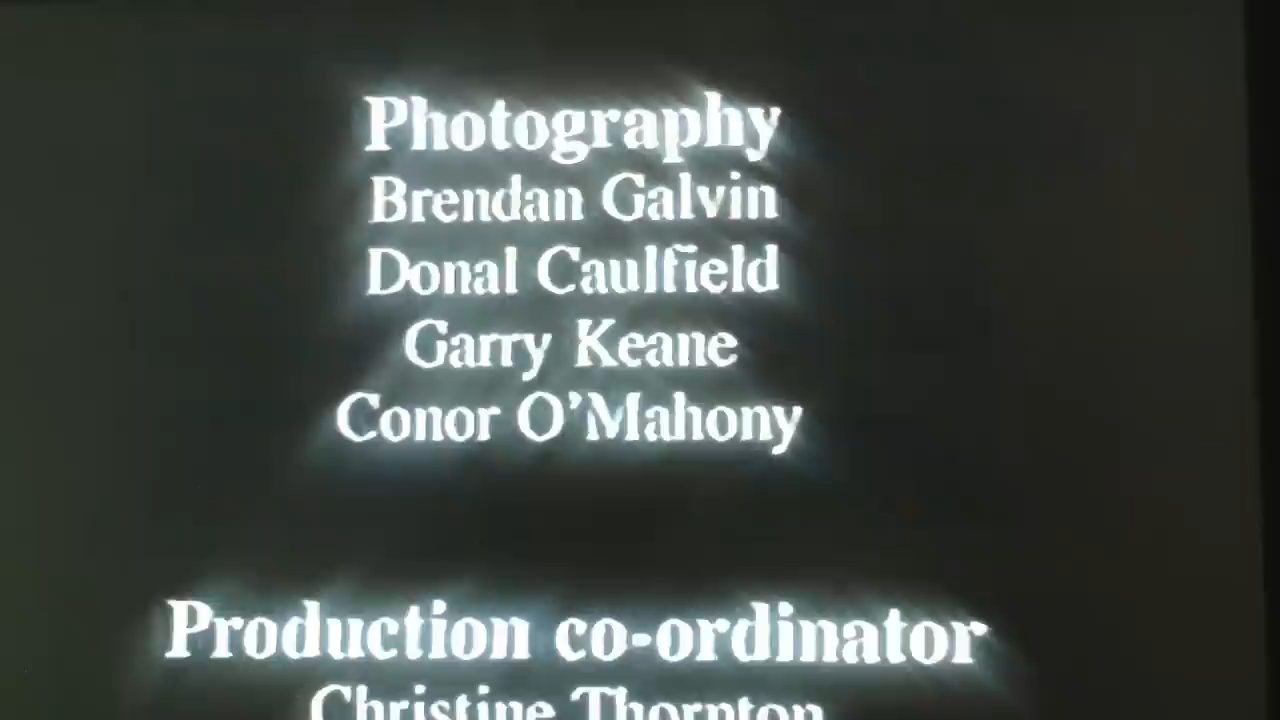 Photography
Brendan Galvin
Donal Caulfield
Garry Keane
Conor O'Mahony
Production co-ordinator
Christine Thornton